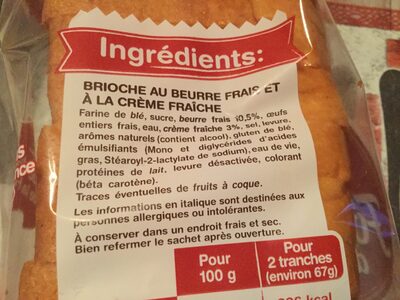 Ingrédients:
BRIOCHE AU BEURRE FRAIS ET
À LA CRÈME FRAÎCHE
Farine de blé, sucre, beurre frais 10,5%, œufs
entiers frais, eau, crème fraîche 3%, sel, levure,
arômes naturels (contient alcool), gluten de blé,
émulsifiants (Mono et diglycérides d'acides
gras, Stéaroyl-2-lactylate de sodium), eau de vie,
protéines de lait, levure désactivée, colorant
(béta carotène).
Traces éventuelles de fruits à coque.
Les informations en italique sont destinées aux
personnes allergiques ou intolérantes.
À conserver dans un endroit frais et sec.
Bien refermer le sachet après ouverture.
Pour
100 g
Pour
2 tranches
(environ 67g)
kcal